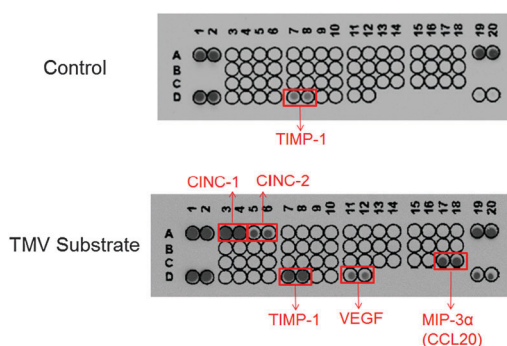 1 2 3 4 5 6 7 8 9 10 11 12 13 14 15 16 17 18 19 20
A
B
C
D
Control
TIMP-1
CINC-1 CINC-2
1 2 3 4 5 6 7 8 9 10 11 12 13 14 15 16 17 18 19 20
A
B
C
D
TMV Substrate
TIMP-1 VEGF MIP-3α
(CCL20)